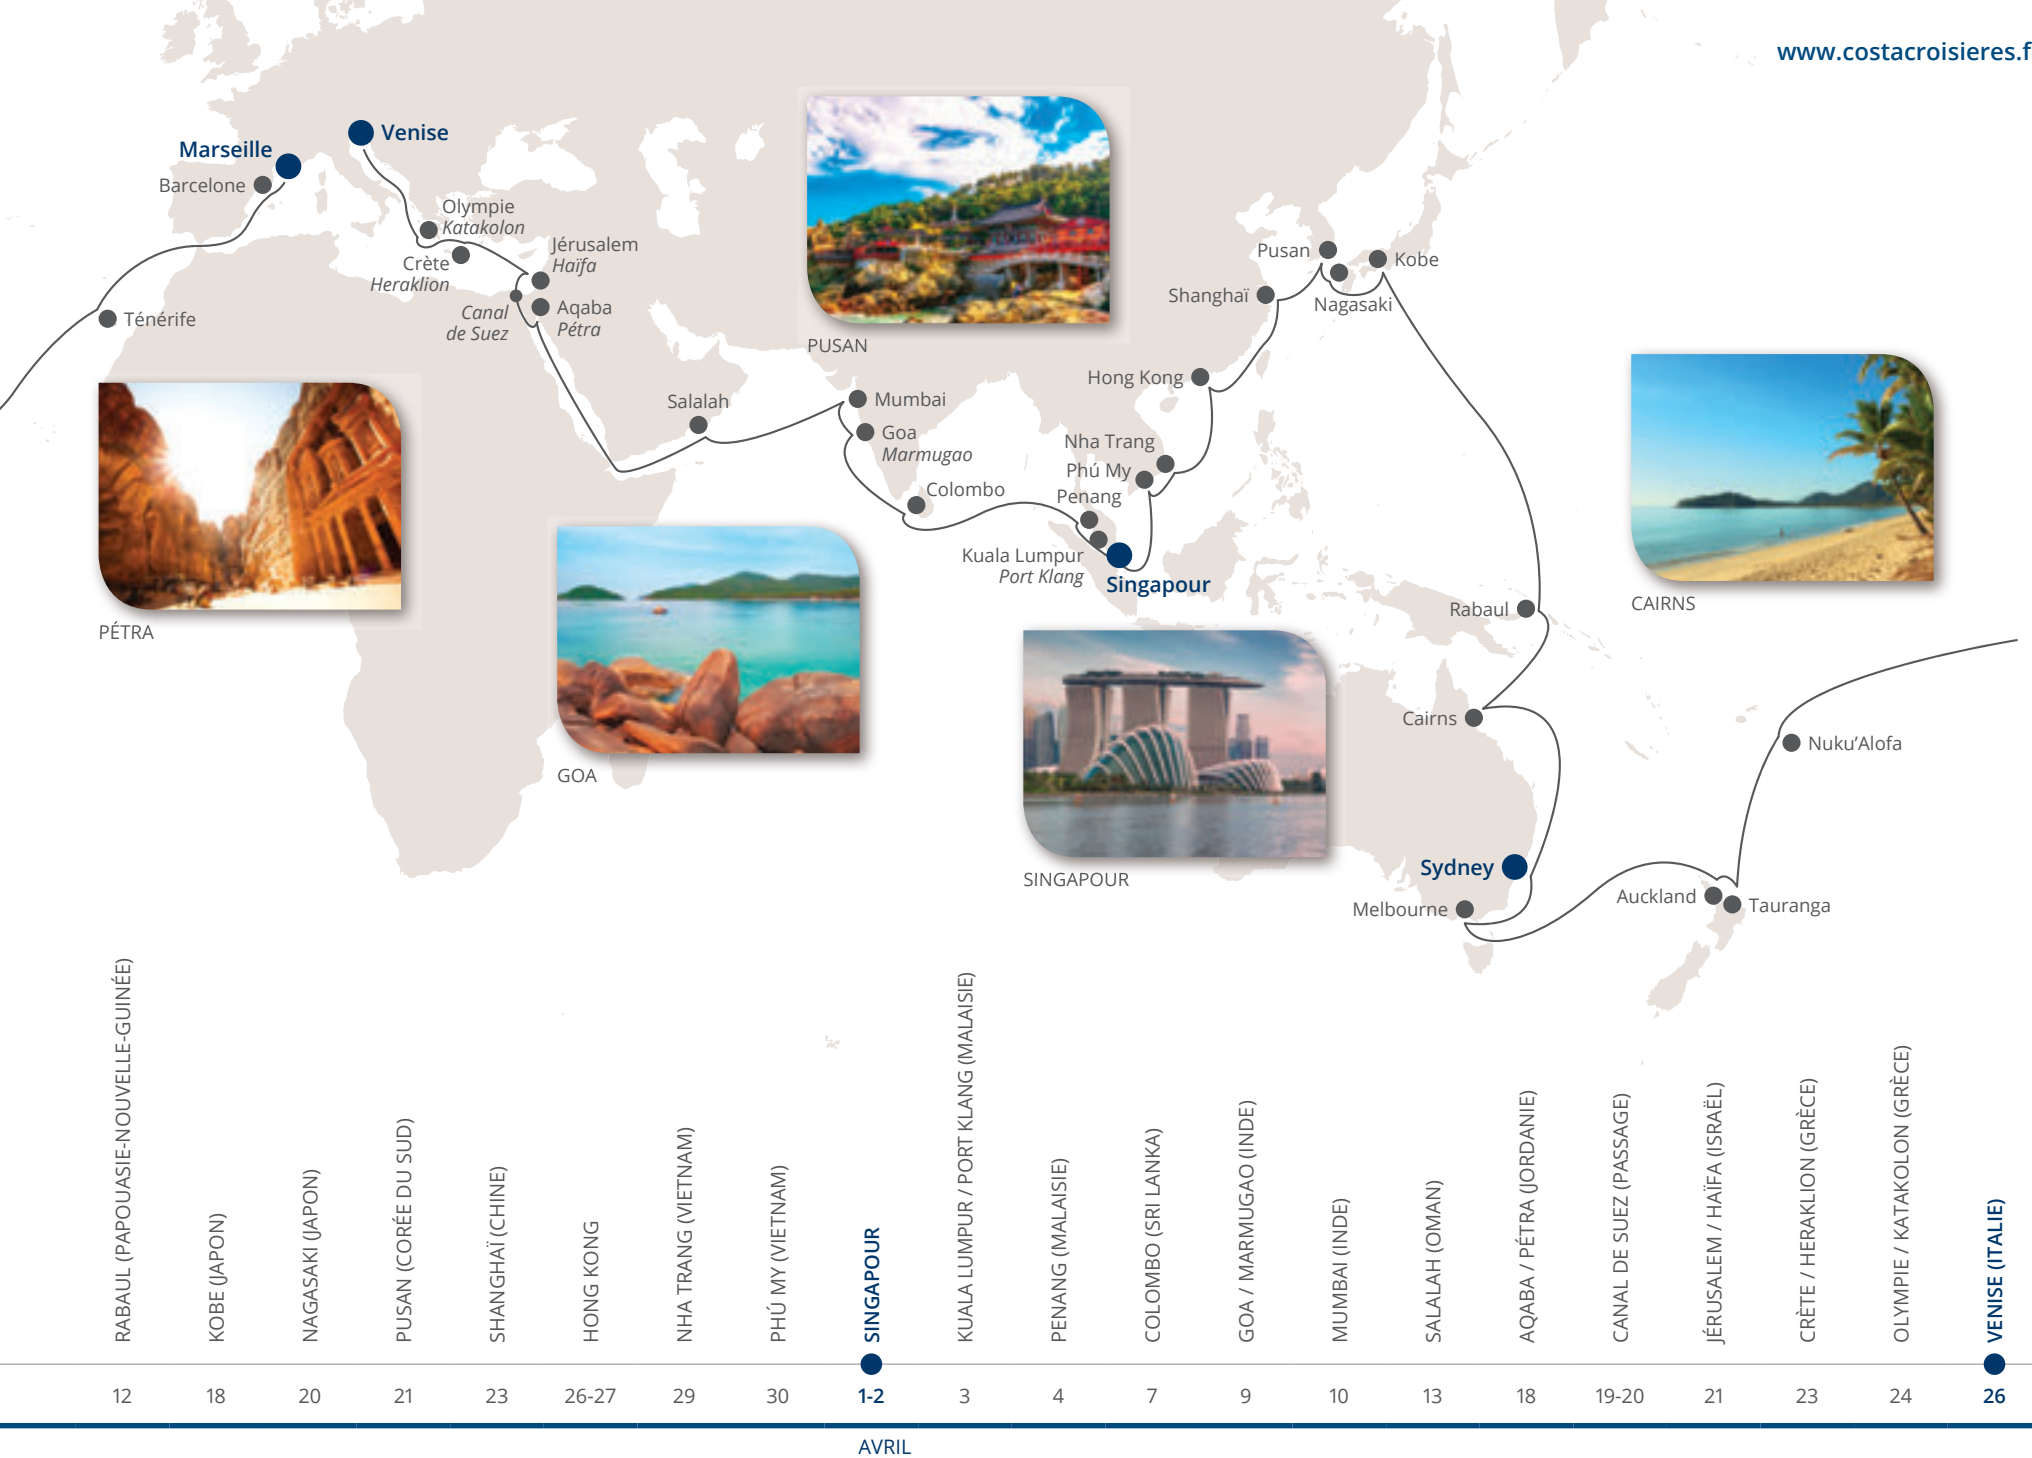 www.costacroisieres.f
Venise
Marseille
Barcelone
Olympie
Katakolon
Jérusalem
Haïfa
Crète
Heraklion
Canal
de Suez
Aqaba
Pétra
Ténérife
PUSAN
Pusan
Kobe
Nagasaki
Shanghaï
Hong Kong
Salalah
Mumbai
Goa
Marmugao
Colombo
Nha Trang
Phú My
Penang
Kuala Lumpur
Port Klang
Singapour
PÉTRA
GOA
SINGAPOUR
CAIRNS
Rabaul
Cairns
Nuku’Alofa
Sydney
Melbourne
Auckland
Tauranga
RABAUL (PAPOUASIE-NOUVELLE-GUINÉE)
KOBE (JAPON)
NAGASAKI (JAPON)
PUSAN (CORÉE DU SUD)
SHANGHAÏ (CHINE)
HONG KONG
NHA TRANG (VIETNAM)
PHÚ MY (VIETNAM)
SINGAPOUR
KUALA LUMPUR / PORT KLANG (MALAISIE)
PENANG (MALAISIE)
COLOMBO (SRI LANKA)
GOA / MARMUGAO (INDE)
MUMBAI (INDE)
SALALAH (OMAN)
AQABA / PÉTRA (JORDANIE)
CANAL DE SUEZ (PASSAGE)
JÉRUSALEM / HAÏFA (ISRAËL)
CRÈTE / HERAKLION (GRÈCE)
OLYMPIE / KATAKOLON (GRÈCE)
VENISE (ITALIE)
12 18 20 21 23 26-27 29 30 1-2 3 4 7 9 10 13 18 19-20 21 23 24 26
AVRIL